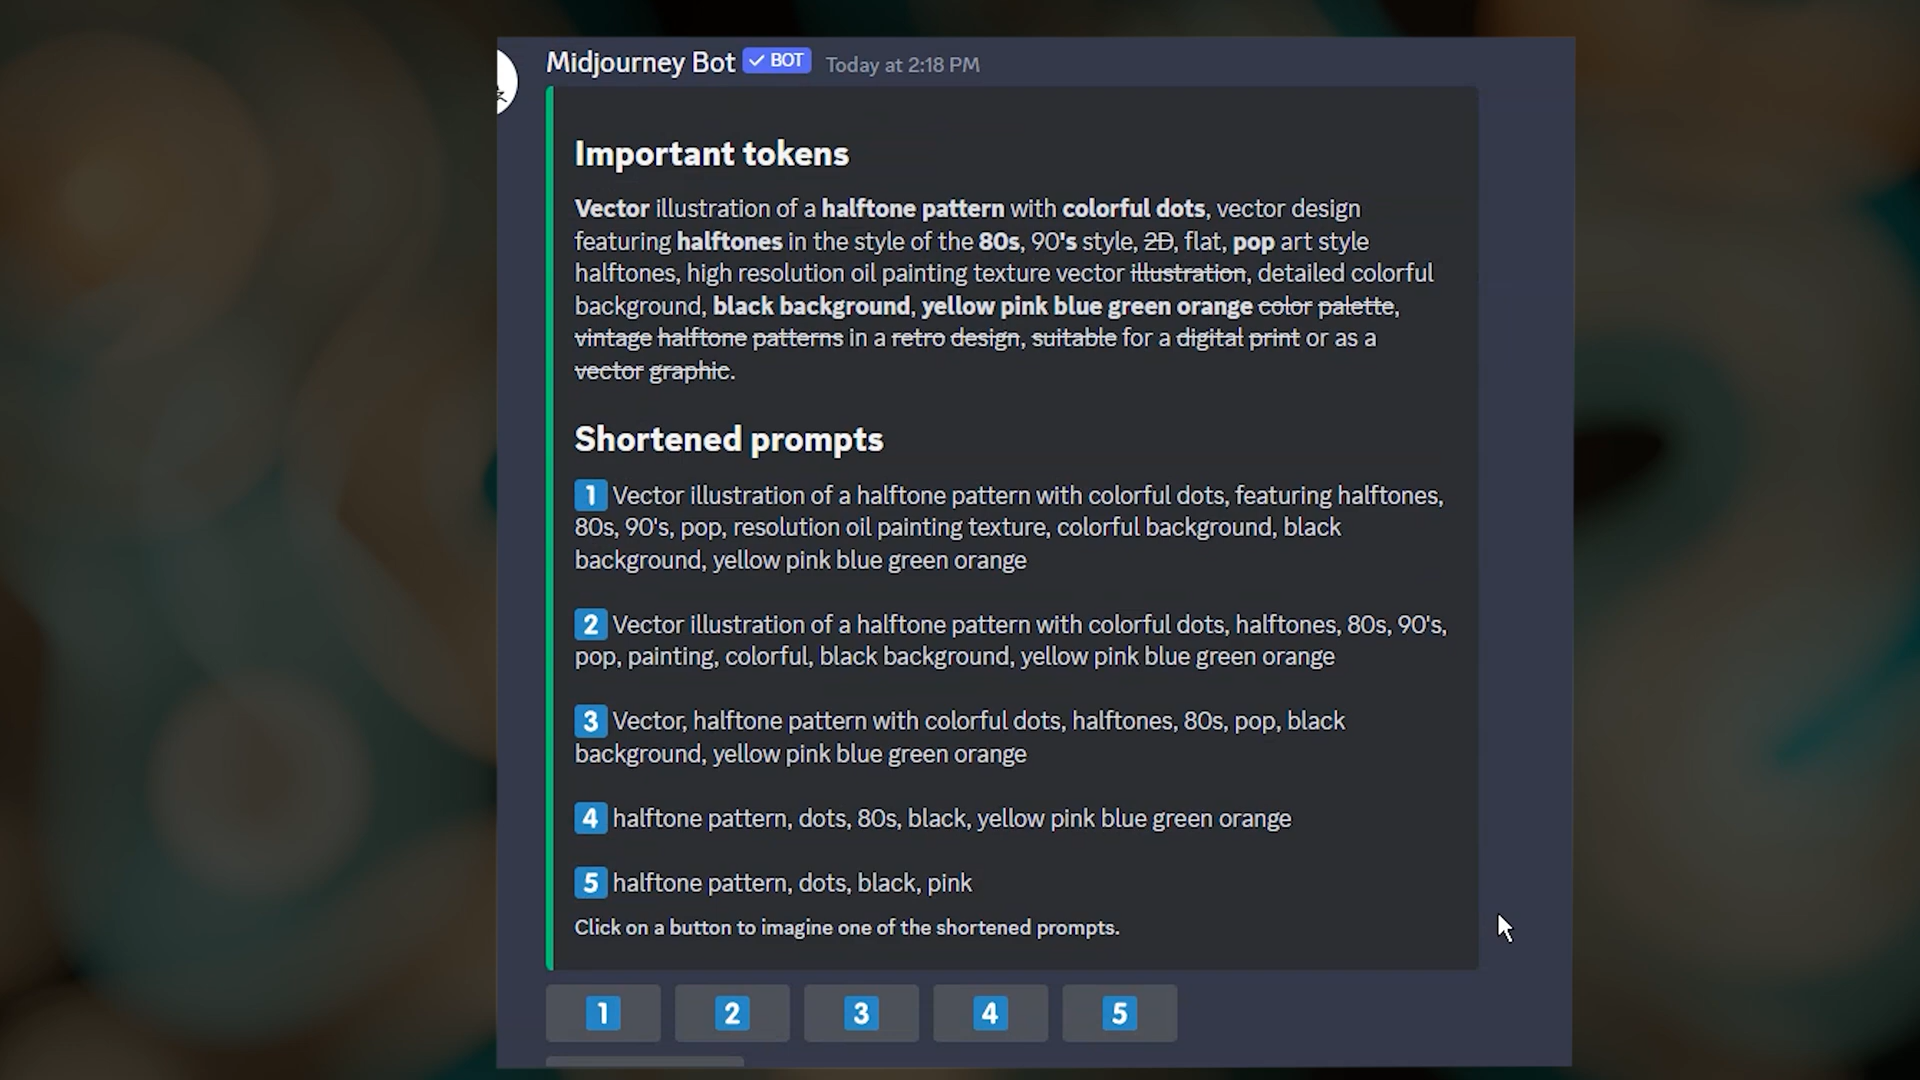 Midjourney Bot ✓ BOT Today at 2:18 PM
Important tokens
Vector illustration of a halftone pattern with colorful dots, vector design
featuring halftones in the style of the 80s, 90's style, 2D, flat, pop art style
halftones, high resolution oil painting texture vector illustration, detailed colorful
background, black background, yellow pink blue green orange color palette,
vintage halftone patterns in a retro design, suitable for a digital print or as a
vector graphic.
Shortened prompts
1 Vector illustration of a halftone pattern with colorful dots, featuring halftones,
80s, 90's, pop, resolution oil painting texture, colorful background, black
background, yellow pink blue green orange
2 Vector illustration of a halftone pattern with colorful dots, halftones, 80s, 90's,
pop, painting, colorful, black background, yellow pink blue green orange
3 Vector, halftone pattern with colorful dots, halftones, 80s, pop, black
background, yellow pink blue green orange
4 halftone pattern, dots, 80s, black, yellow pink blue green orange
5 halftone pattern, dots, black, pink
Click on a button to imagine one of the shortened prompts.
1 2 3 4 5